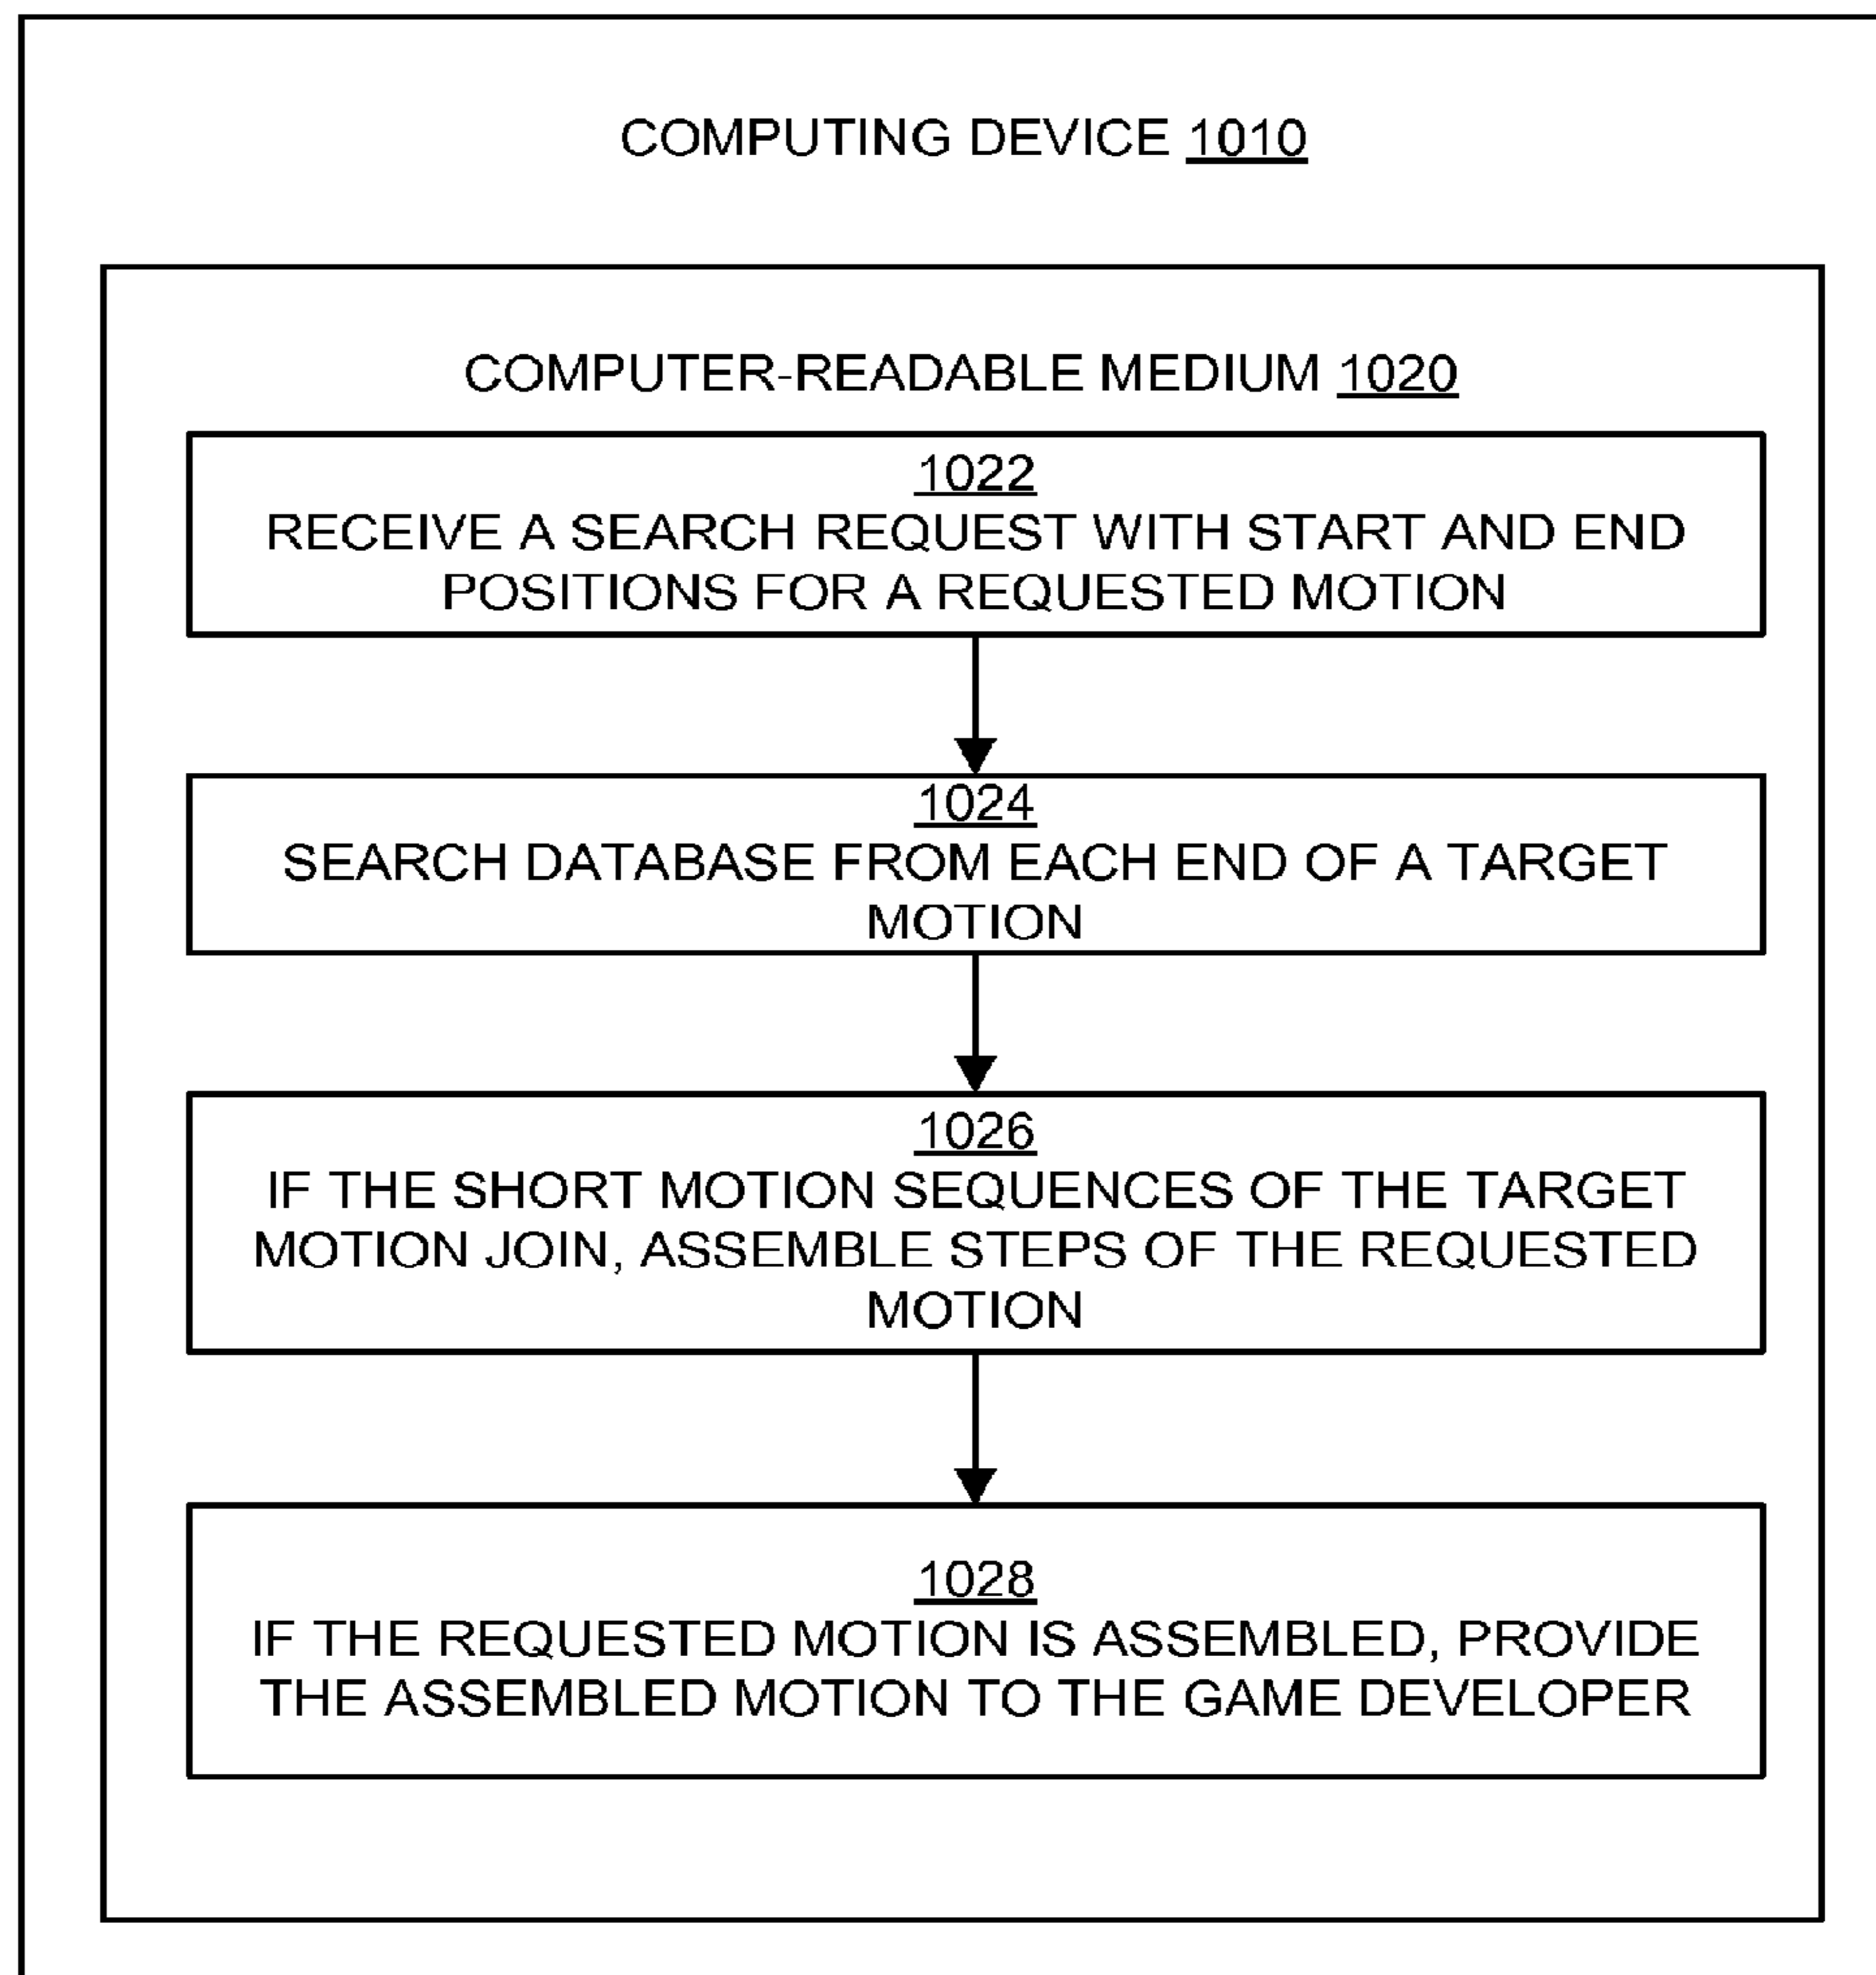 COMPUTING DEVICE 1010
COMPUTER-READABLE MEDIUM 1020
1022
RECEIVE A SEARCH REQUEST WITH START AND END
POSITIONS FOR A REQUESTED MOTION
1024
SEARCH DATABASE FROM EACH END OF A TARGET
MOTION
1026
IF THE SHORT MOTION SEQUENCES OF THE TARGET
MOTION JOIN, ASSEMBLE STEPS OF THE REQUESTED
MOTION
1028
IF THE REQUESTED MOTION IS ASSEMBLED, PROVIDE
THE ASSEMBLED MOTION TO THE GAME DEVELOPER